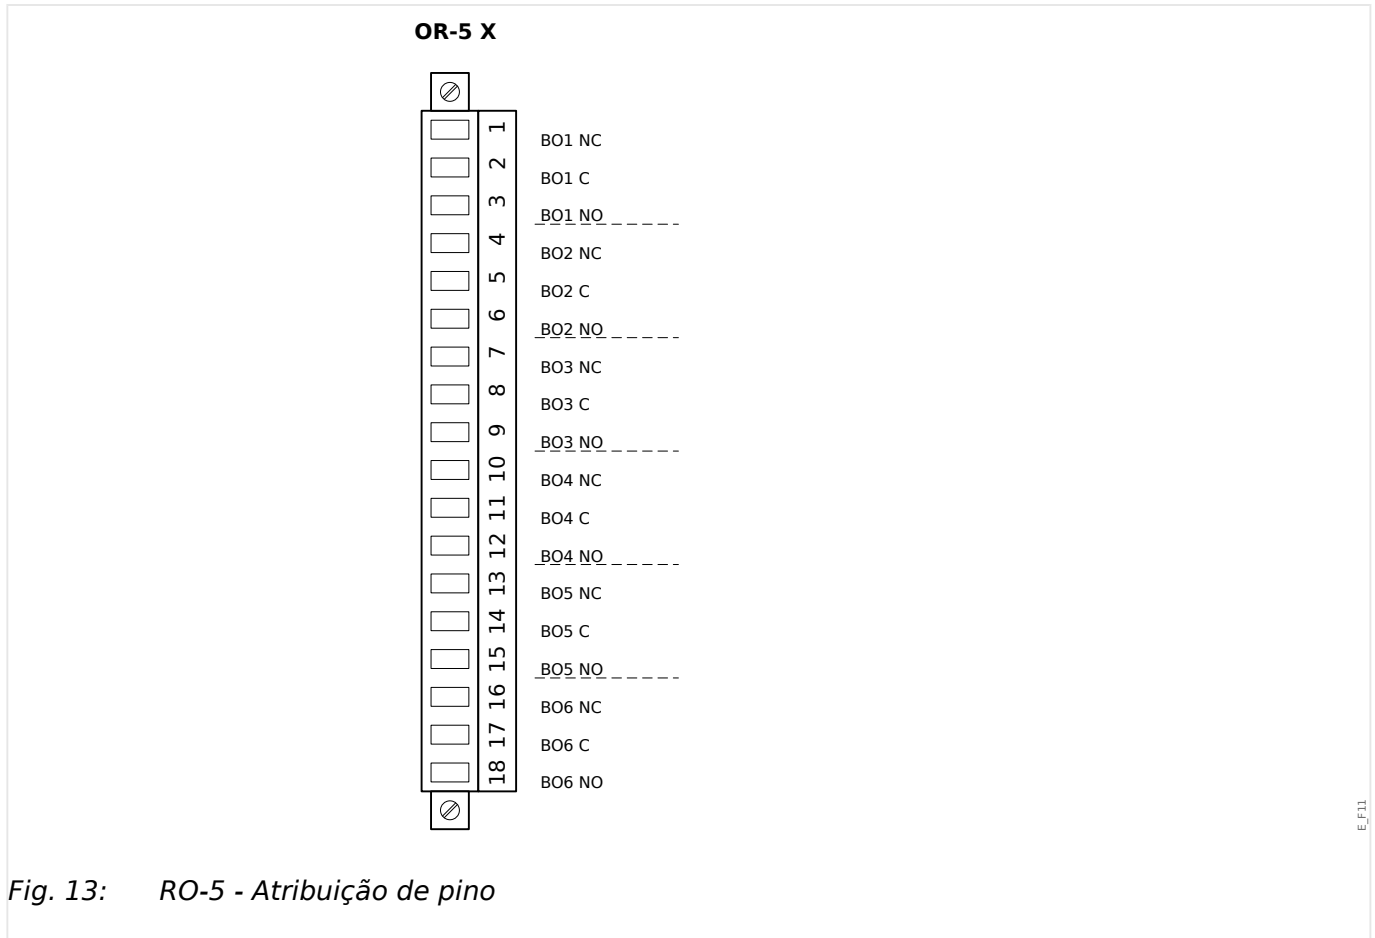 OR-5 X
1 BO1 NC
2 BO1 C
3 BO1 NO
4 BO2 NC
5 BO2 C
6 BO2 NO
7 BO3 NC
8 BO3 C
9 BO3 NO
10 BO4 NC
11 BO4 C
12 BO4 NO
13 BO5 NC
14 BO5 C
15 BO5 NO
16 BO6 NC
17 BO6 C
18 BO6 NO
E_F11
Fig. 13: RO-5 - Atribuição de pino